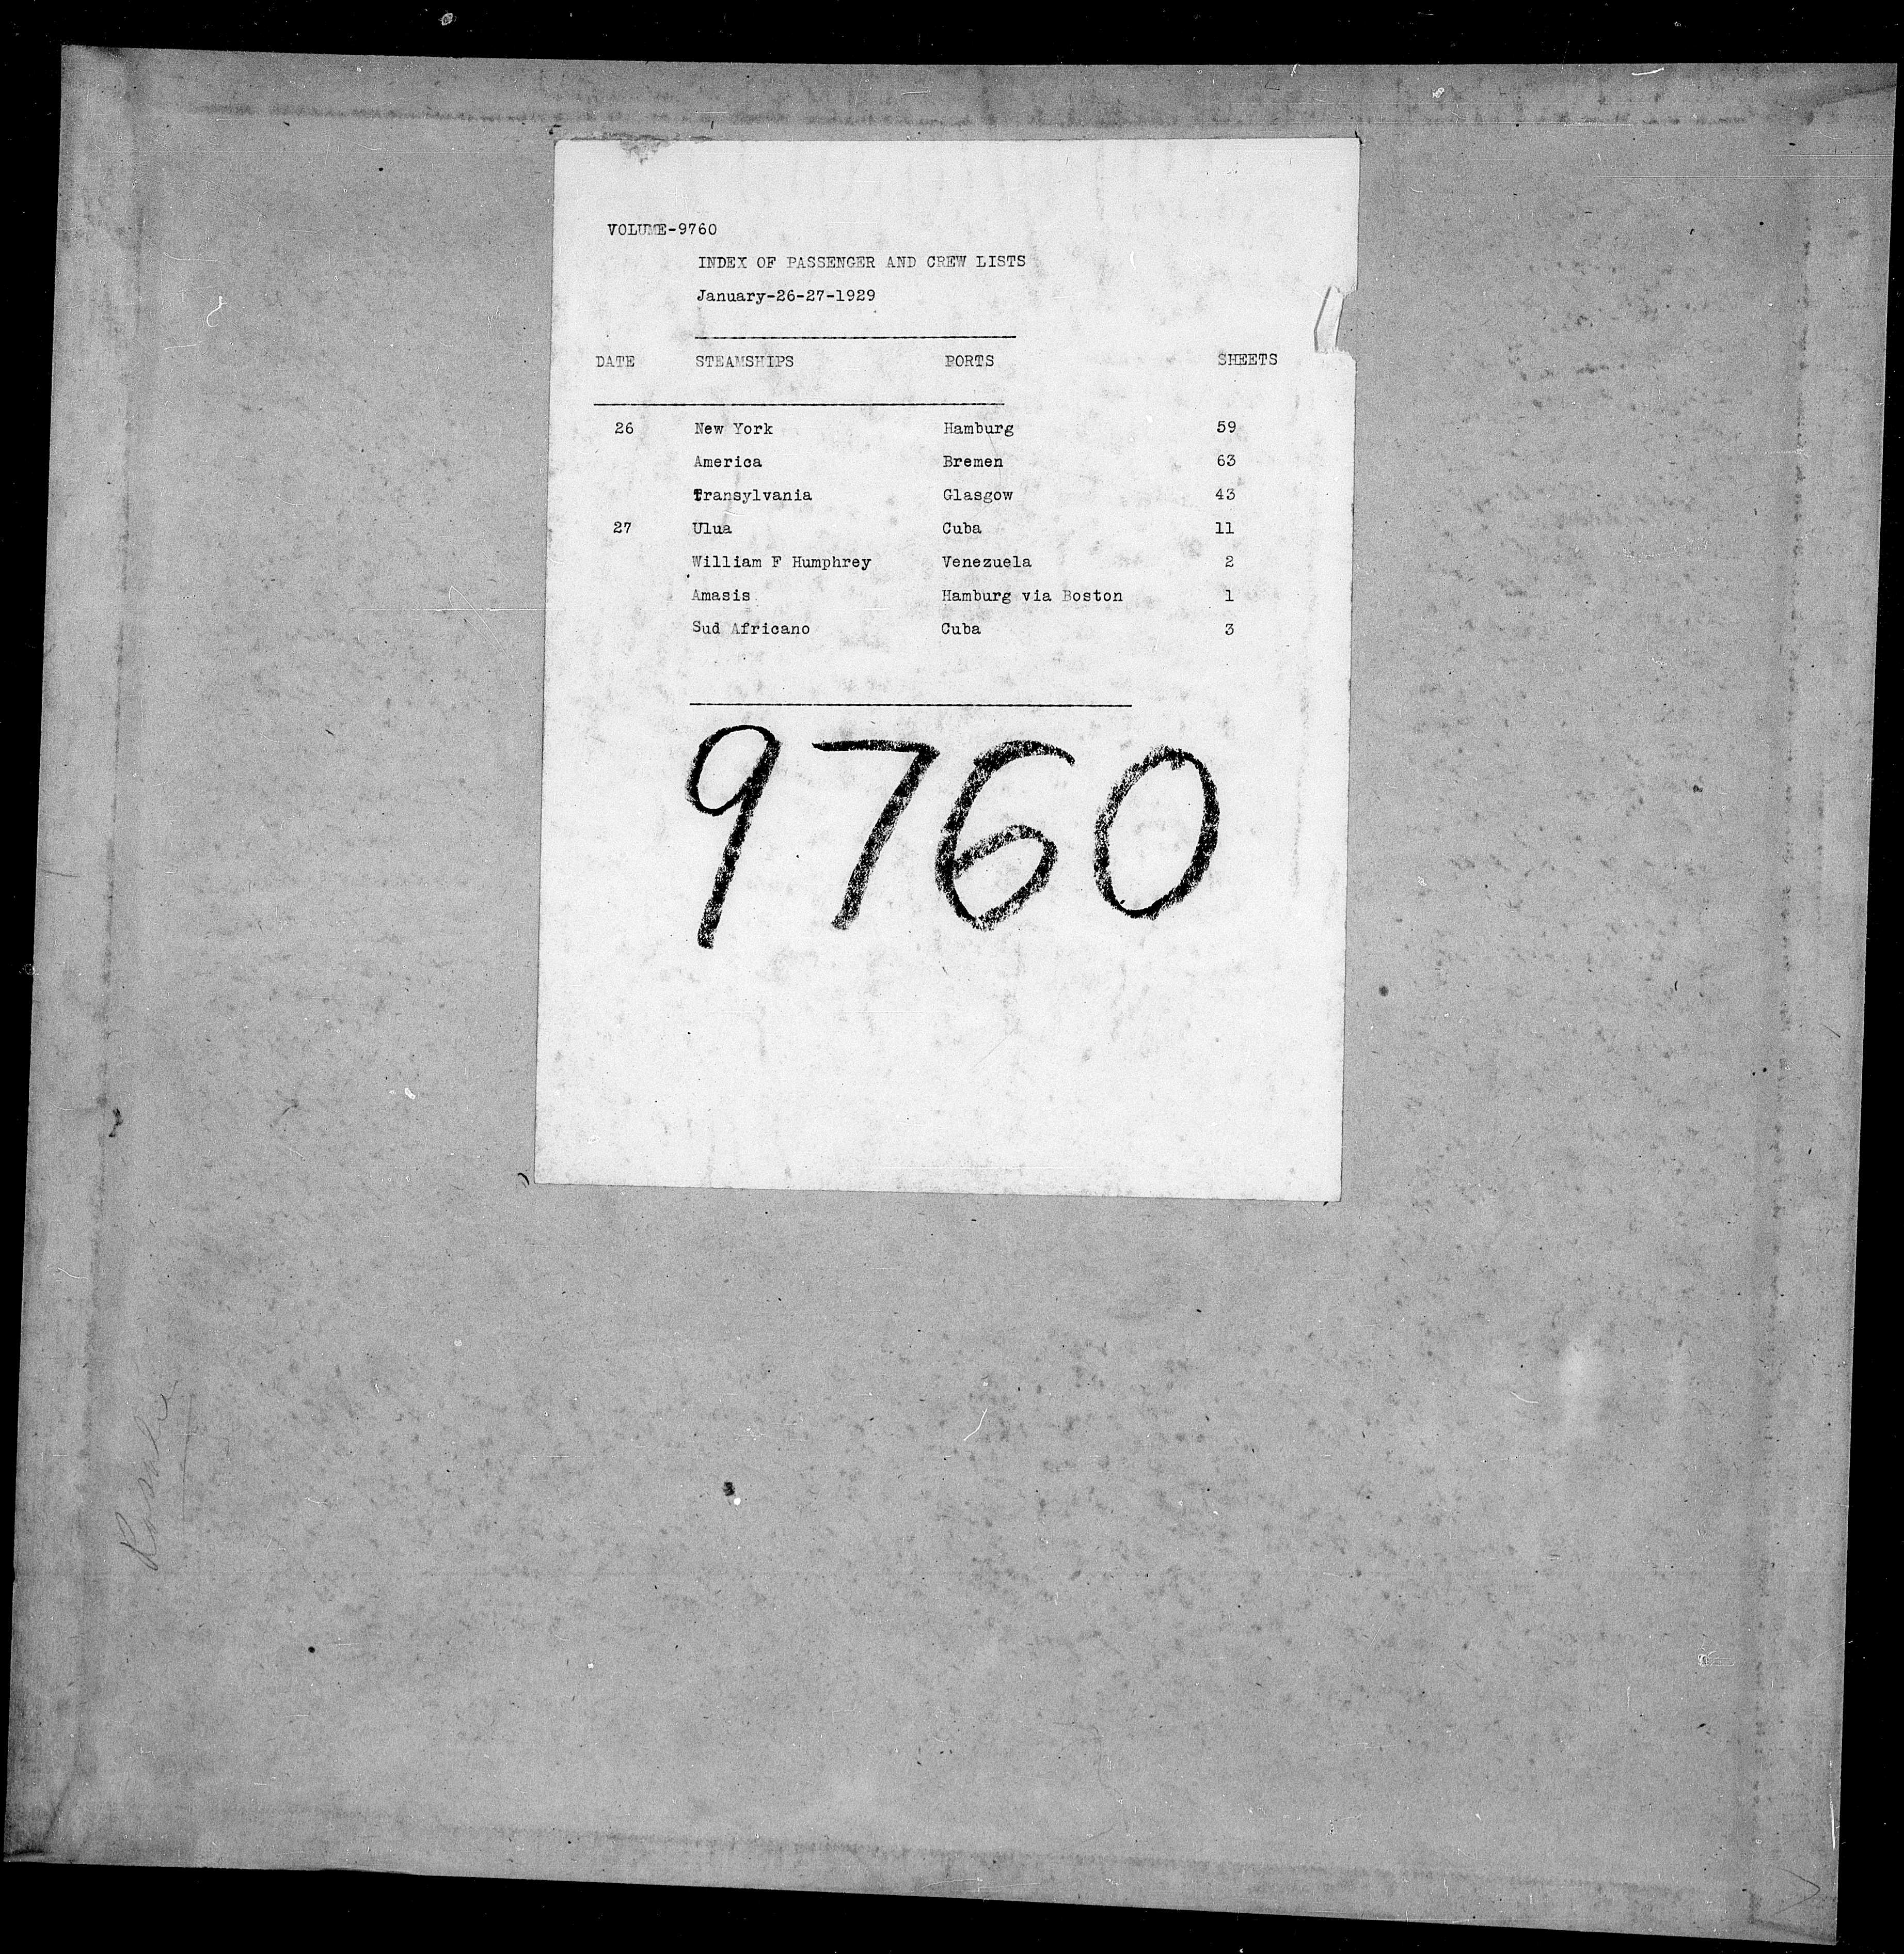 VOLUME-9760
INDEX OF PASSENGER AND CREW LISTS
January-26-27-1929
DATE STEAMSHIPS PORTS SHEETS
26 New York Hamburg 59
America Bremen 63
Transylvania Glasgow 43
27 Ulua Cuba 11
William F Humphrey Venezuela 2
Amasis Hamburg via Boston 1
Sud Africano Cuba 3
9760
Rosalie